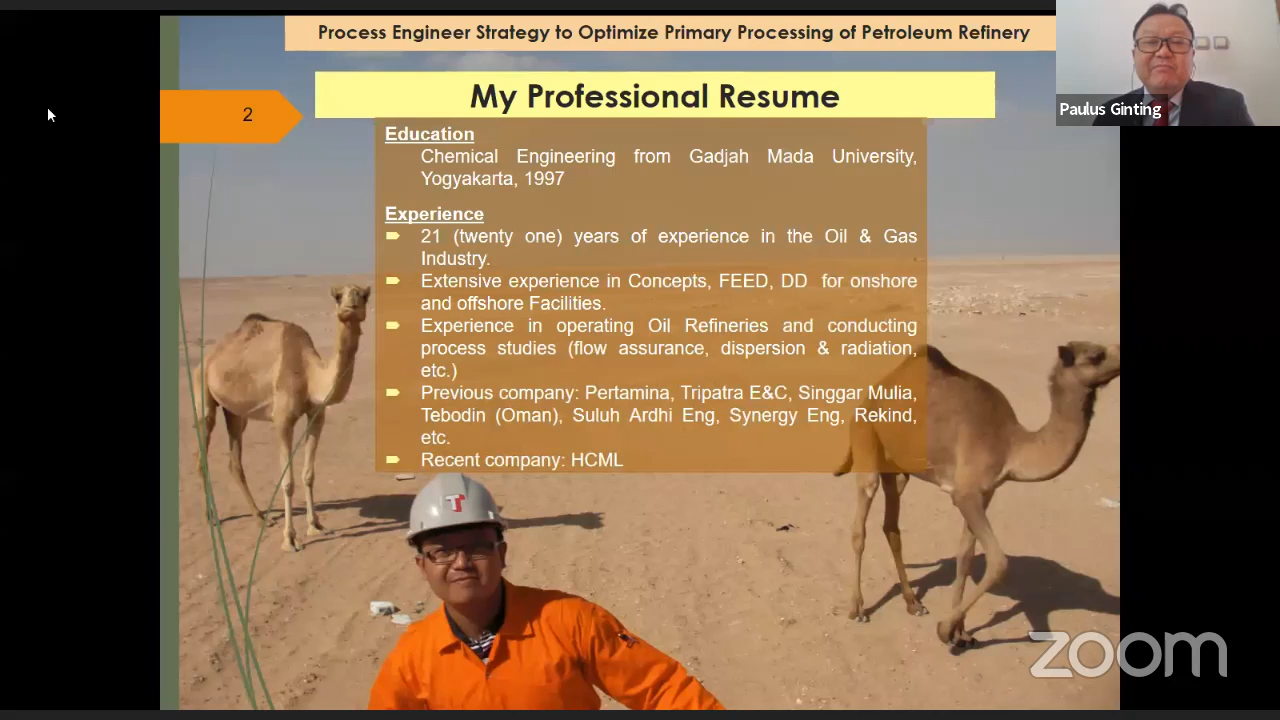 Process Engineer Strategy to Optimize Primary Processing of Petroleum Refinery
My Professional Resume
2
Paulus Ginting
Education
Chemical Engineering from Gadjah Mada University,
Yogyakarta, 1997
Experience
21 (twenty one) years of experience in the Oil & Gas
Industry.
Extensive experience in Concepts, FEED, DD for onshore
and offshore Facilities.
Experience in operating Oil Refineries and conducting
process studies (flow assurance, dispersion & radiation,
etc.)
Previous company: Pertamina, Tripatra E&C, Singgar Mulia,
Tebodin (Oman), Suluh Ardhi Eng, Synergy Eng, Rekind,
etc.
Recent company: HCML
zoom